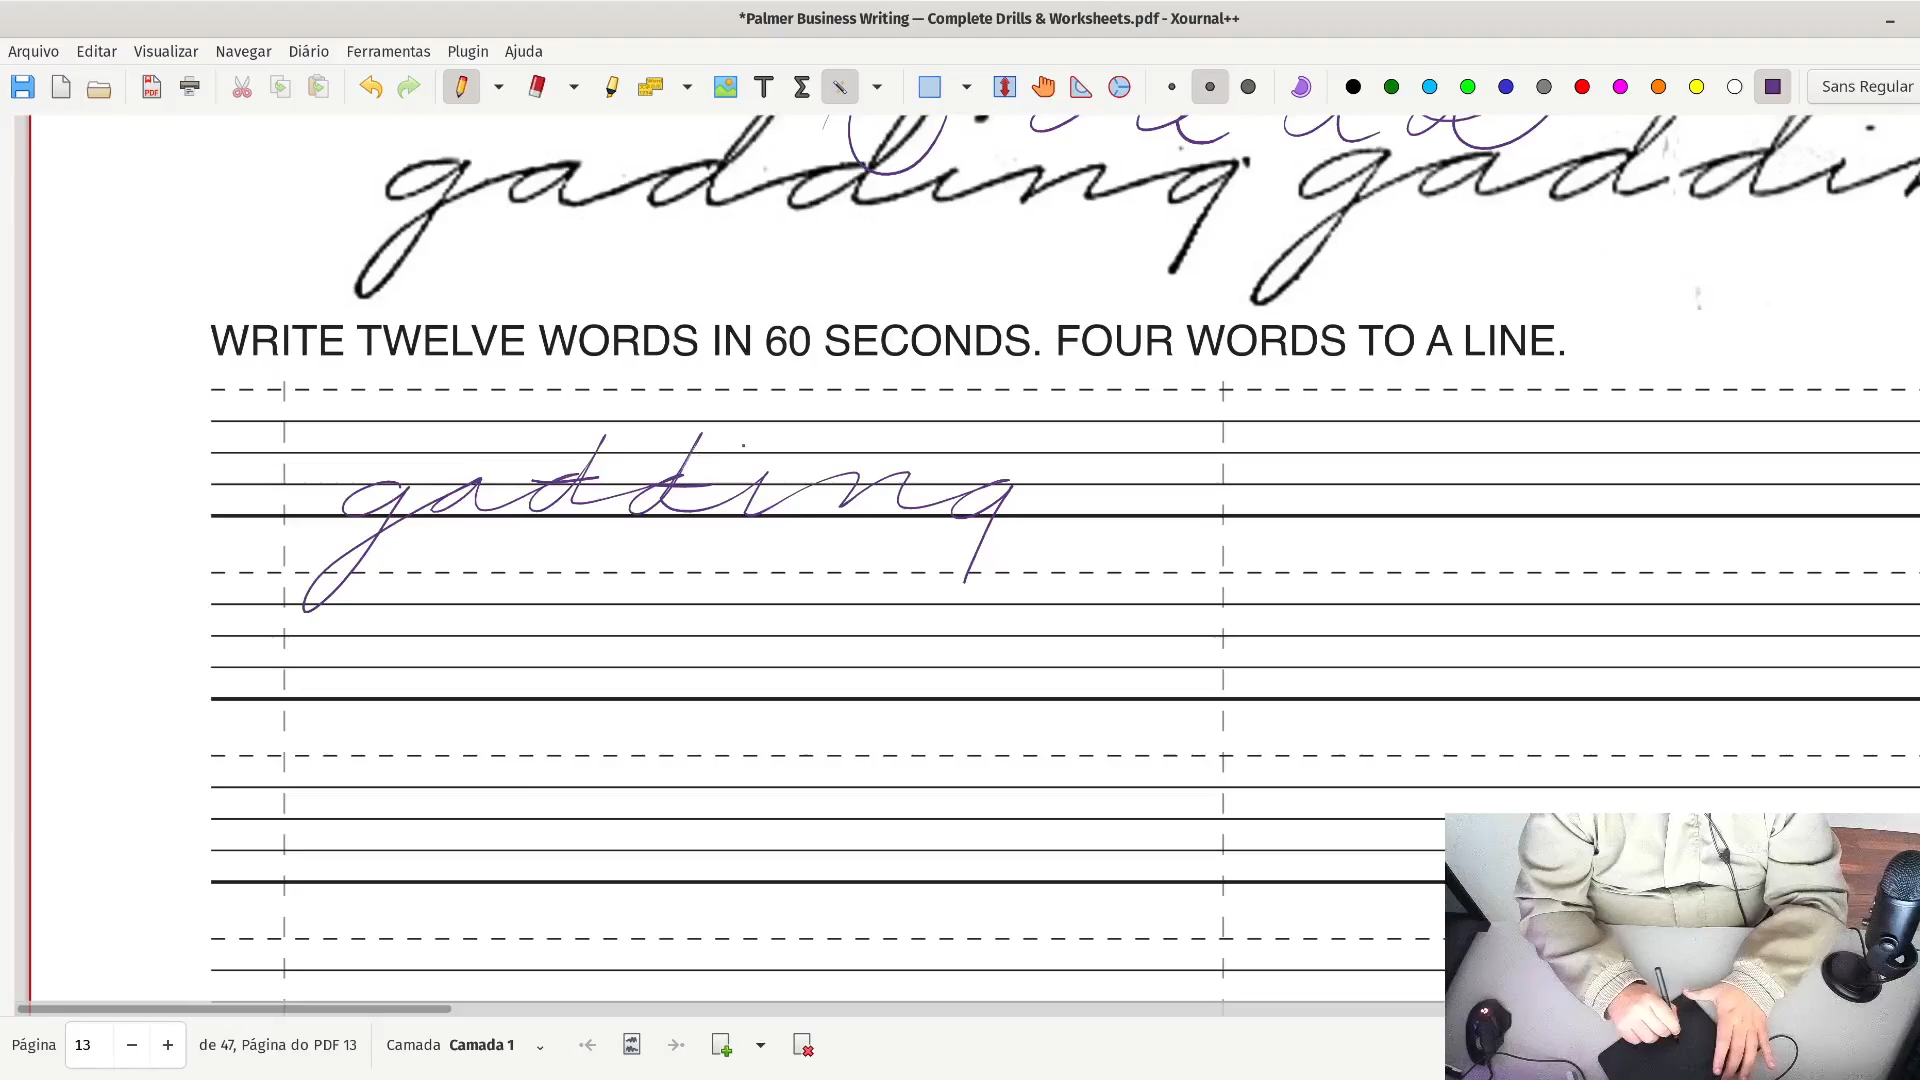 *Palmer Business Writing — Complete Drills & Worksheets.pdf - Xournal++
Arquivo Editar Visualizar Navegar Diário Ferramentas Plugin Ajuda
PDF T Σ Sans Regular
gadding gaddin
WRITE TWELVE WORDS IN 60 SECONDS. FOUR WORDS TO A LINE.
gadding
Página 13 de 47, Página do PDF 13 Camada Camada 1